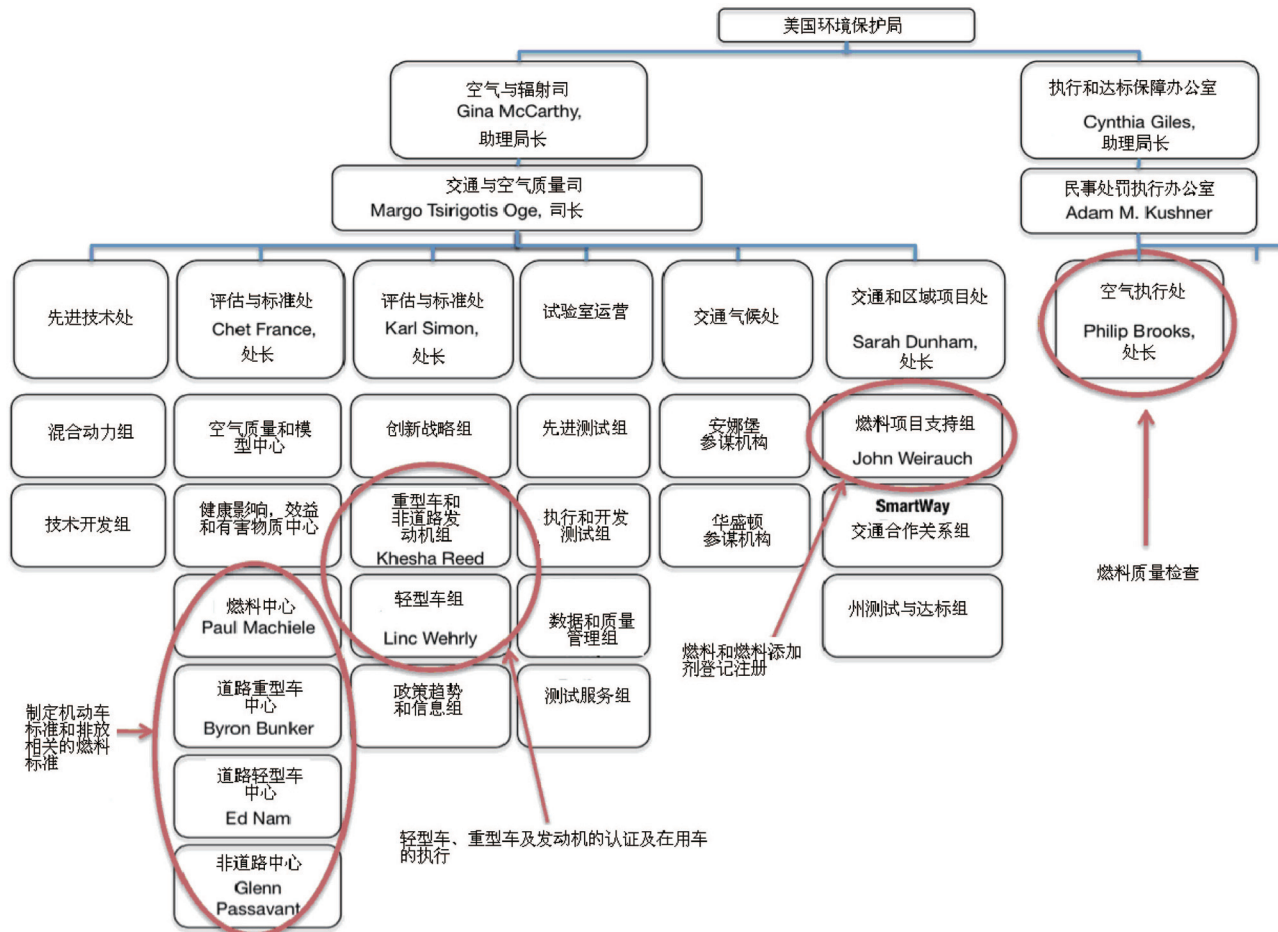 美国环境保护局
空气与辐射司
Gina McCarthy,
助理局长
执行和达标保障办公室
Cynthia Giles,
助理局长
交通与空气质量司
Margo Tsirigotis Oge, 司长
民事处罚执行办公室
Adam M. Kushner
先进技术处
评估与标准处
Chet France,
处长
评估与标准处
Karl Simon,
处长
试验室运营
交通气候处
交通和区域项目处
Sarah Dunham,
处长
空气执行处
Philip Brooks,
处长
混合动力组
技术开发组
空气质量和模
型中心
健康影响，效益
和有害物质中心
燃料中心
Paul Machiele
道路重型车
中心
Byron Bunker
道路轻型车
中心
Ed Nam
非道路中心
Glenn
Passavant
创新战略组
重型车和
非道路发
动机组
Khesha Reed
轻型车组
Linc Wehrly
政策趋势
和信息组
先进测试组
执行和开发
测试组
数据和质量
管理组
测试服务组
安娜堡
参谋机构
华盛顿
参谋机构
燃料项目支持组
John Weirauch
SmartWay
交通合作关系组
州测试与达标组
制定机动车
标准和排放
相关的燃料
标准
轻型车、重型车及发动机的认证及在用车
的执行
燃料和燃料添加
剂登记注册
燃料质量检查